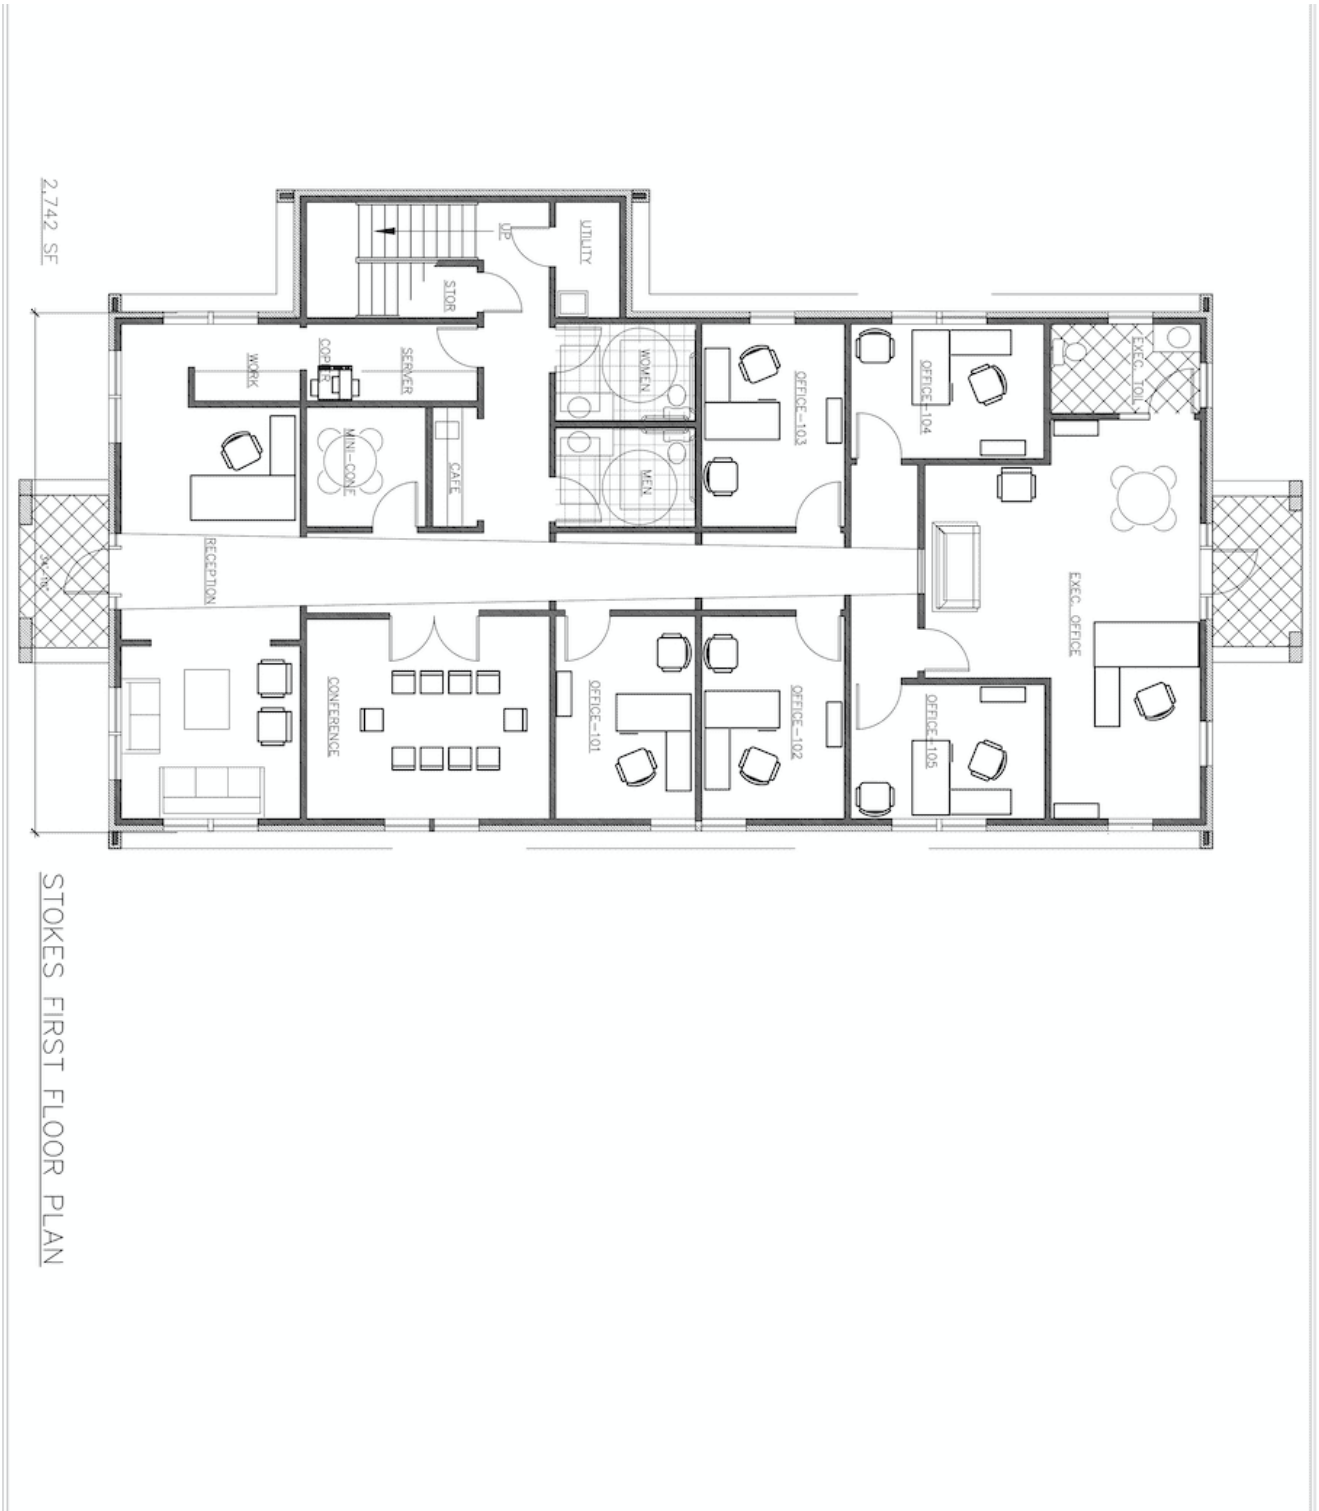 2,742 SF
UP
UTILITY
STOR
WORK
SERVER
WOMEN
OFFICE-103
OFFICE-104
EXEC. TOIL
MINI-CONF
CAFE
MEN
RECEPTION
EXEC. OFFICE
CONFERENCE
OFFICE-101
OFFICE-102
OFFICE-105
STOKES FIRST FLOOR PLAN